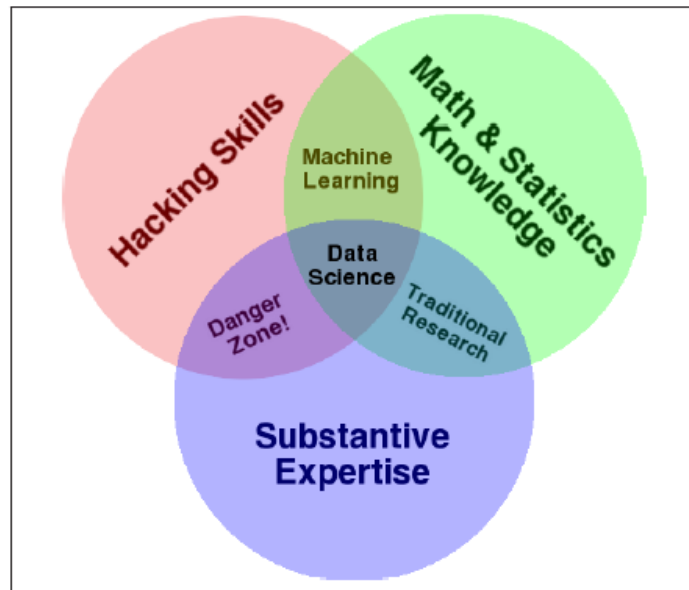 Hacking Skills
Math & Statistics
Knowledge
Machine
Learning
Data
Science
Danger
Zone!
Traditional
Research
Substantive
Expertise